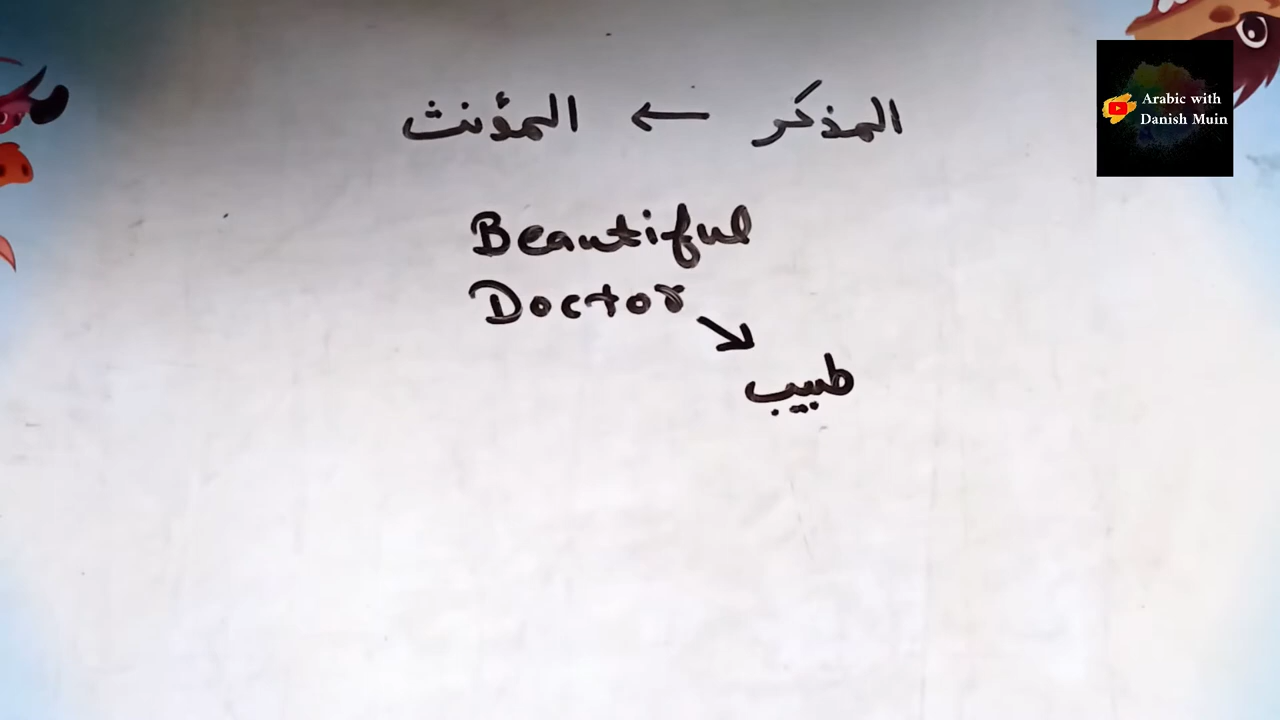 المذكر ← المؤنث
Beautiful
Doctor ↘
طبيب
Arabic with
Danish Muin